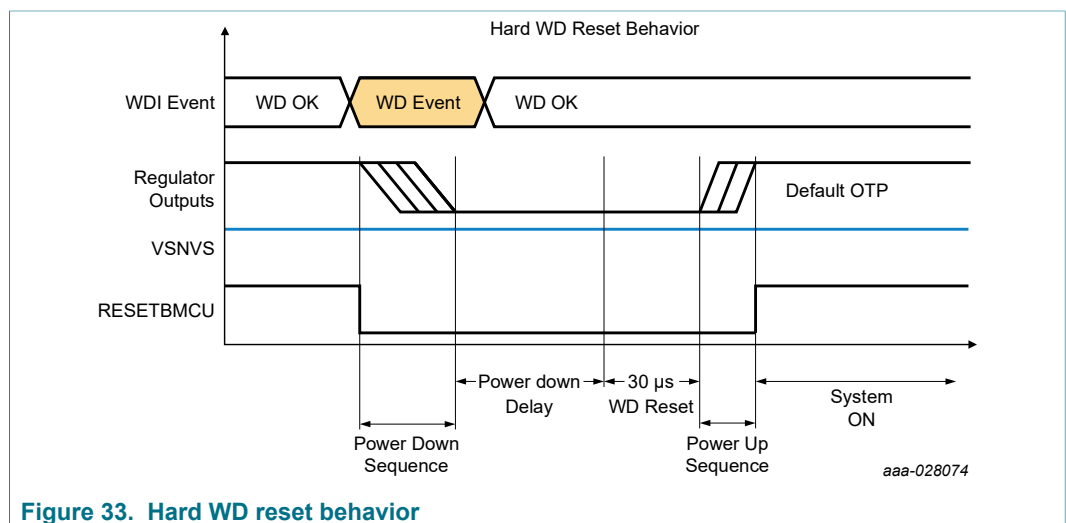 Hard WD Reset Behavior
WDI Event
WD OK
WD Event
WD OK
Regulator
Outputs
Default OTP
VSNVS
RESETBMCU
Power down
Delay
30 µs
WD Reset
System
ON
Power Down
Sequence
Power Up
Sequence
aaa-028074
Figure 33. Hard WD reset behavior